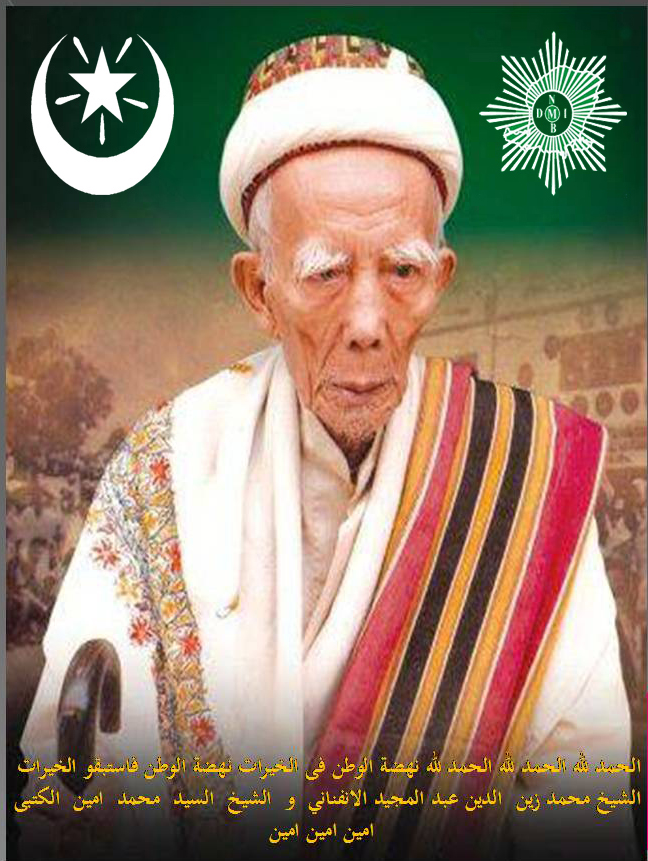 N
D M I
B
الحمد لله الحمد لله الحمد لله نهضة الوطن فى الخيرات نهضة الوطن فاستبقو الخيرات
الشيخ محمد زين الدين عبد المجيد الانفناني و الشيخ السيد محمد امين الكتبى
امين امين امين